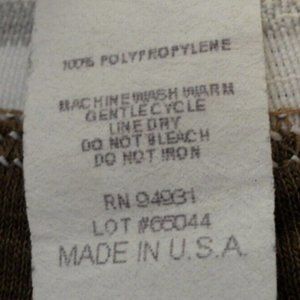 100% POLYPROPYLENE
MACHINE WASH WARM
GENTLE CYCLE
LINE DRY
DO NOT BLEACH
DO NOT IRON
RN 94931
LOT #65044
MADE IN U.S.A.